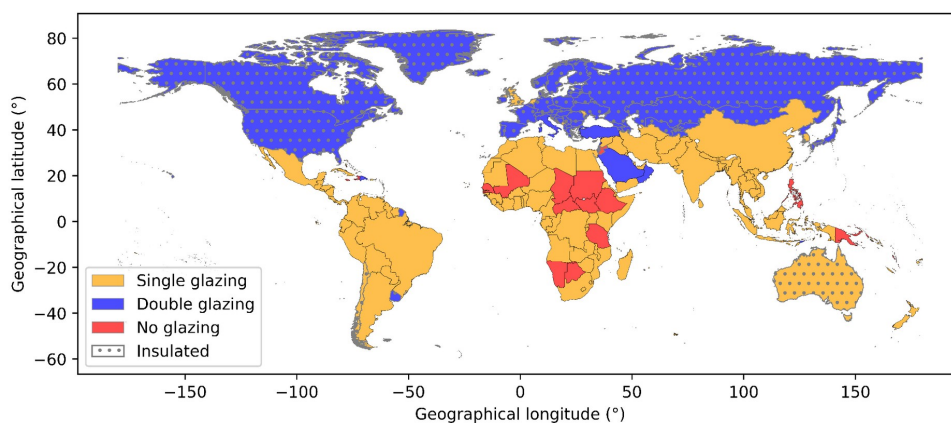 80
60
40
20
0
−20
−40
−60
Geographical latitude (°)
Single glazing
Double glazing
No glazing
Insulated
−150
−100
−50
0
50
100
150
Geographical longitude (°)